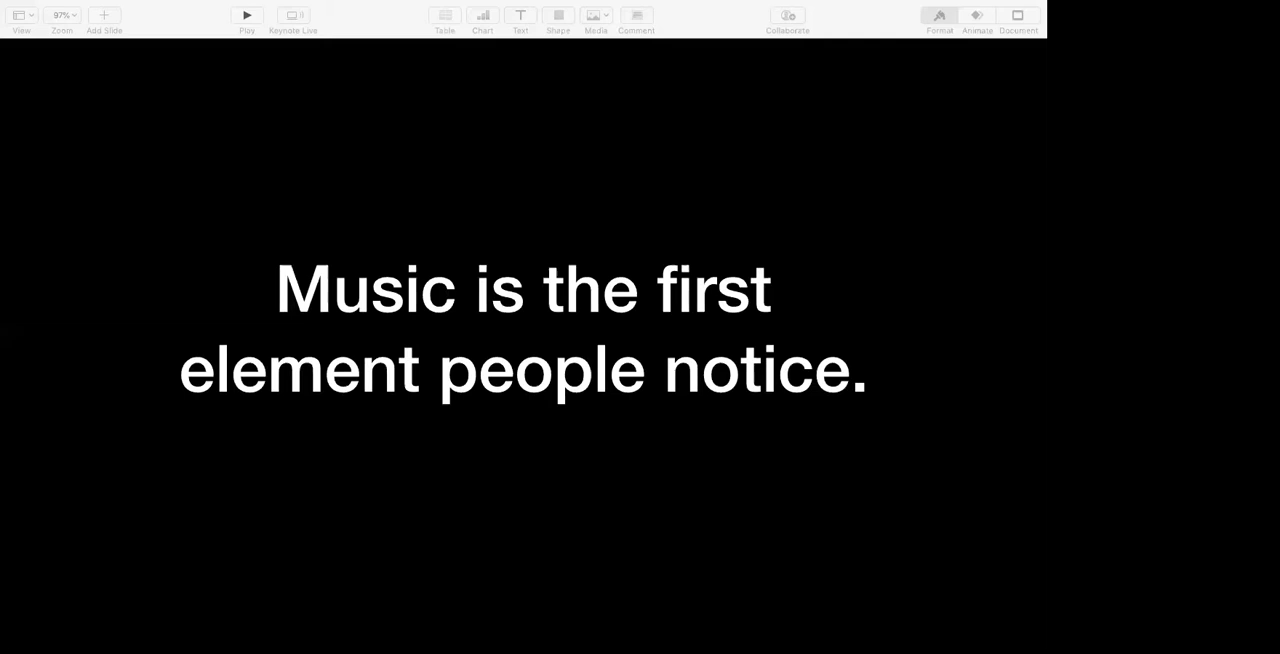 97%
View
Zoom
Add Slide
Play
Keynote Live
Table
Chart
Text
Shape
Media
Comment
Collaborate
Format
Animate
Document
Music is the first
element people notice.